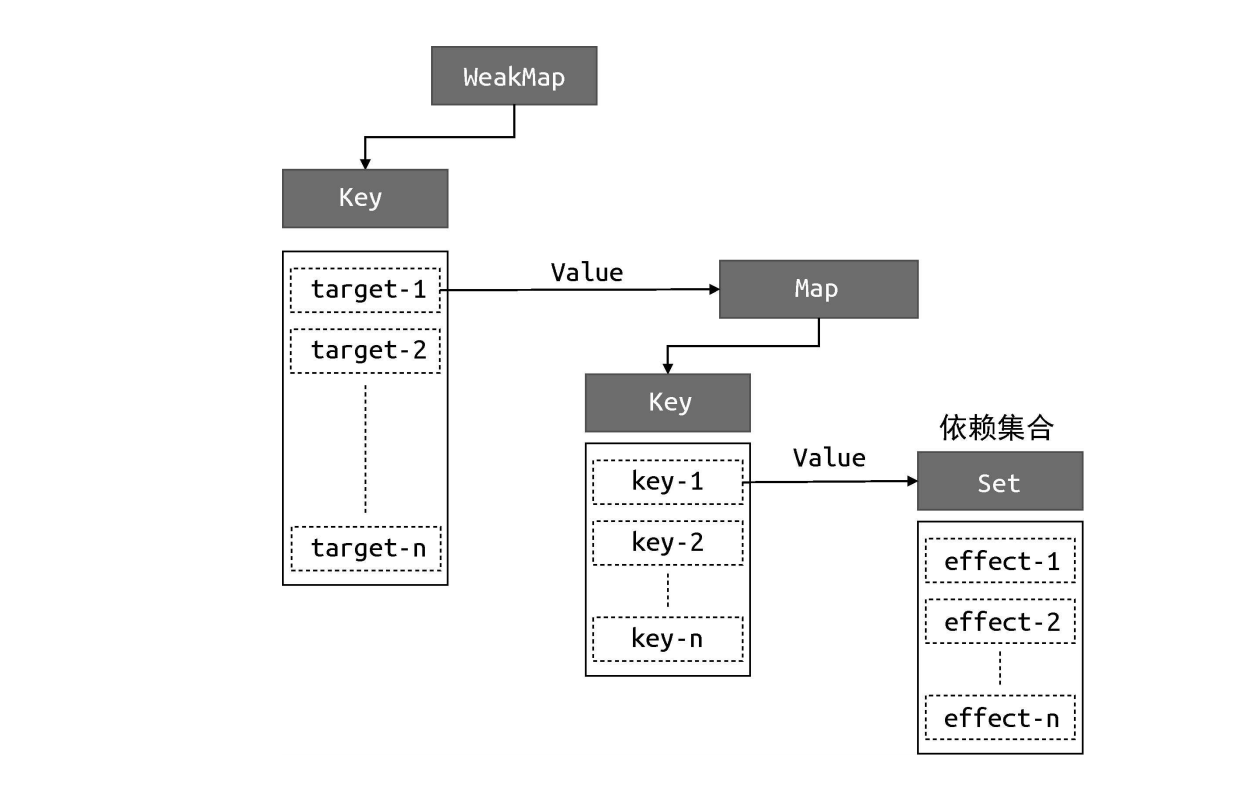 WeakMap
Key
target-1
target-2
target-n
Value
Map
Key
key-1
key-2
key-n
Value
依赖集合
Set
effect-1
effect-2
effect-n